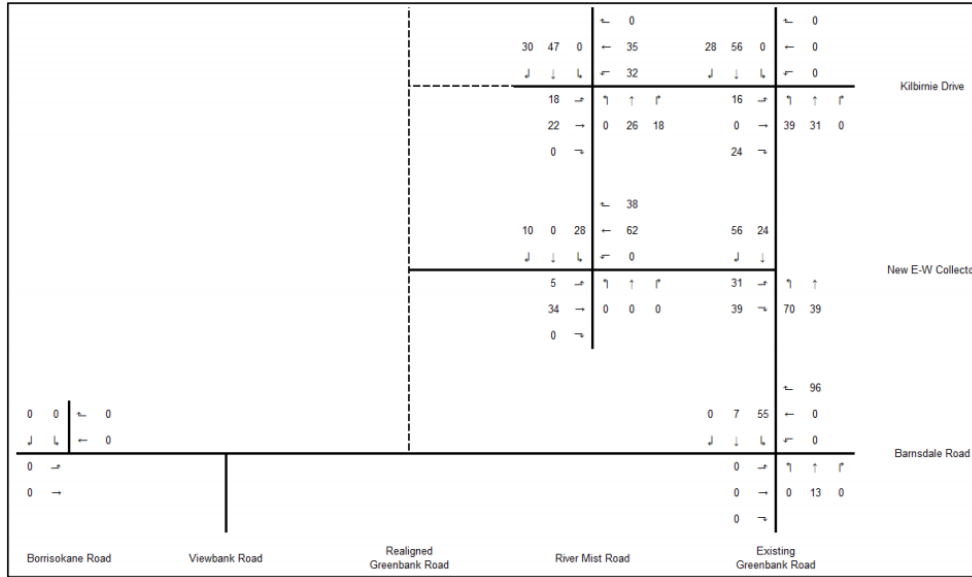 ↖ 0 ↖ 0
30 47 0 ← 35 28 56 0 ← 0
↲ ↓ ↳ ↙ 32 ↲ ↓ ↳ ↙ 0
Kilbirnie Drive
18 ⬏ ↰ ↑ ↱ 16 ⬏ ↰ ↑ ↱
22 → 0 26 18 0 → 39 31 0
0 ⬎ 24 ⬎
↖ 38
10 0 28 ← 62 56 24
↲ ↓ ↳ ↙ 0 ↲ ↓
New E-W Collecto
5 ⬏ ↰ ↑ ↱ 31 ⬏ ↰ ↑
34 → 0 0 0 39 ⬎ 70 39
0 ⬎
↖ 96
0 0 ↖ 0 0 7 55 ← 0
↲ ↳ ← 0 ↲ ↓ ↳ ↙ 0
Barnsdale Road
0 ⬏ 0 ⬏ ↰ ↑ ↱
0 → 0 → 0 13 0
0 ⬎
Borrisokane Road Viewbank Road Realigned River Mist Road Existing
Greenbank Road Greenbank Road